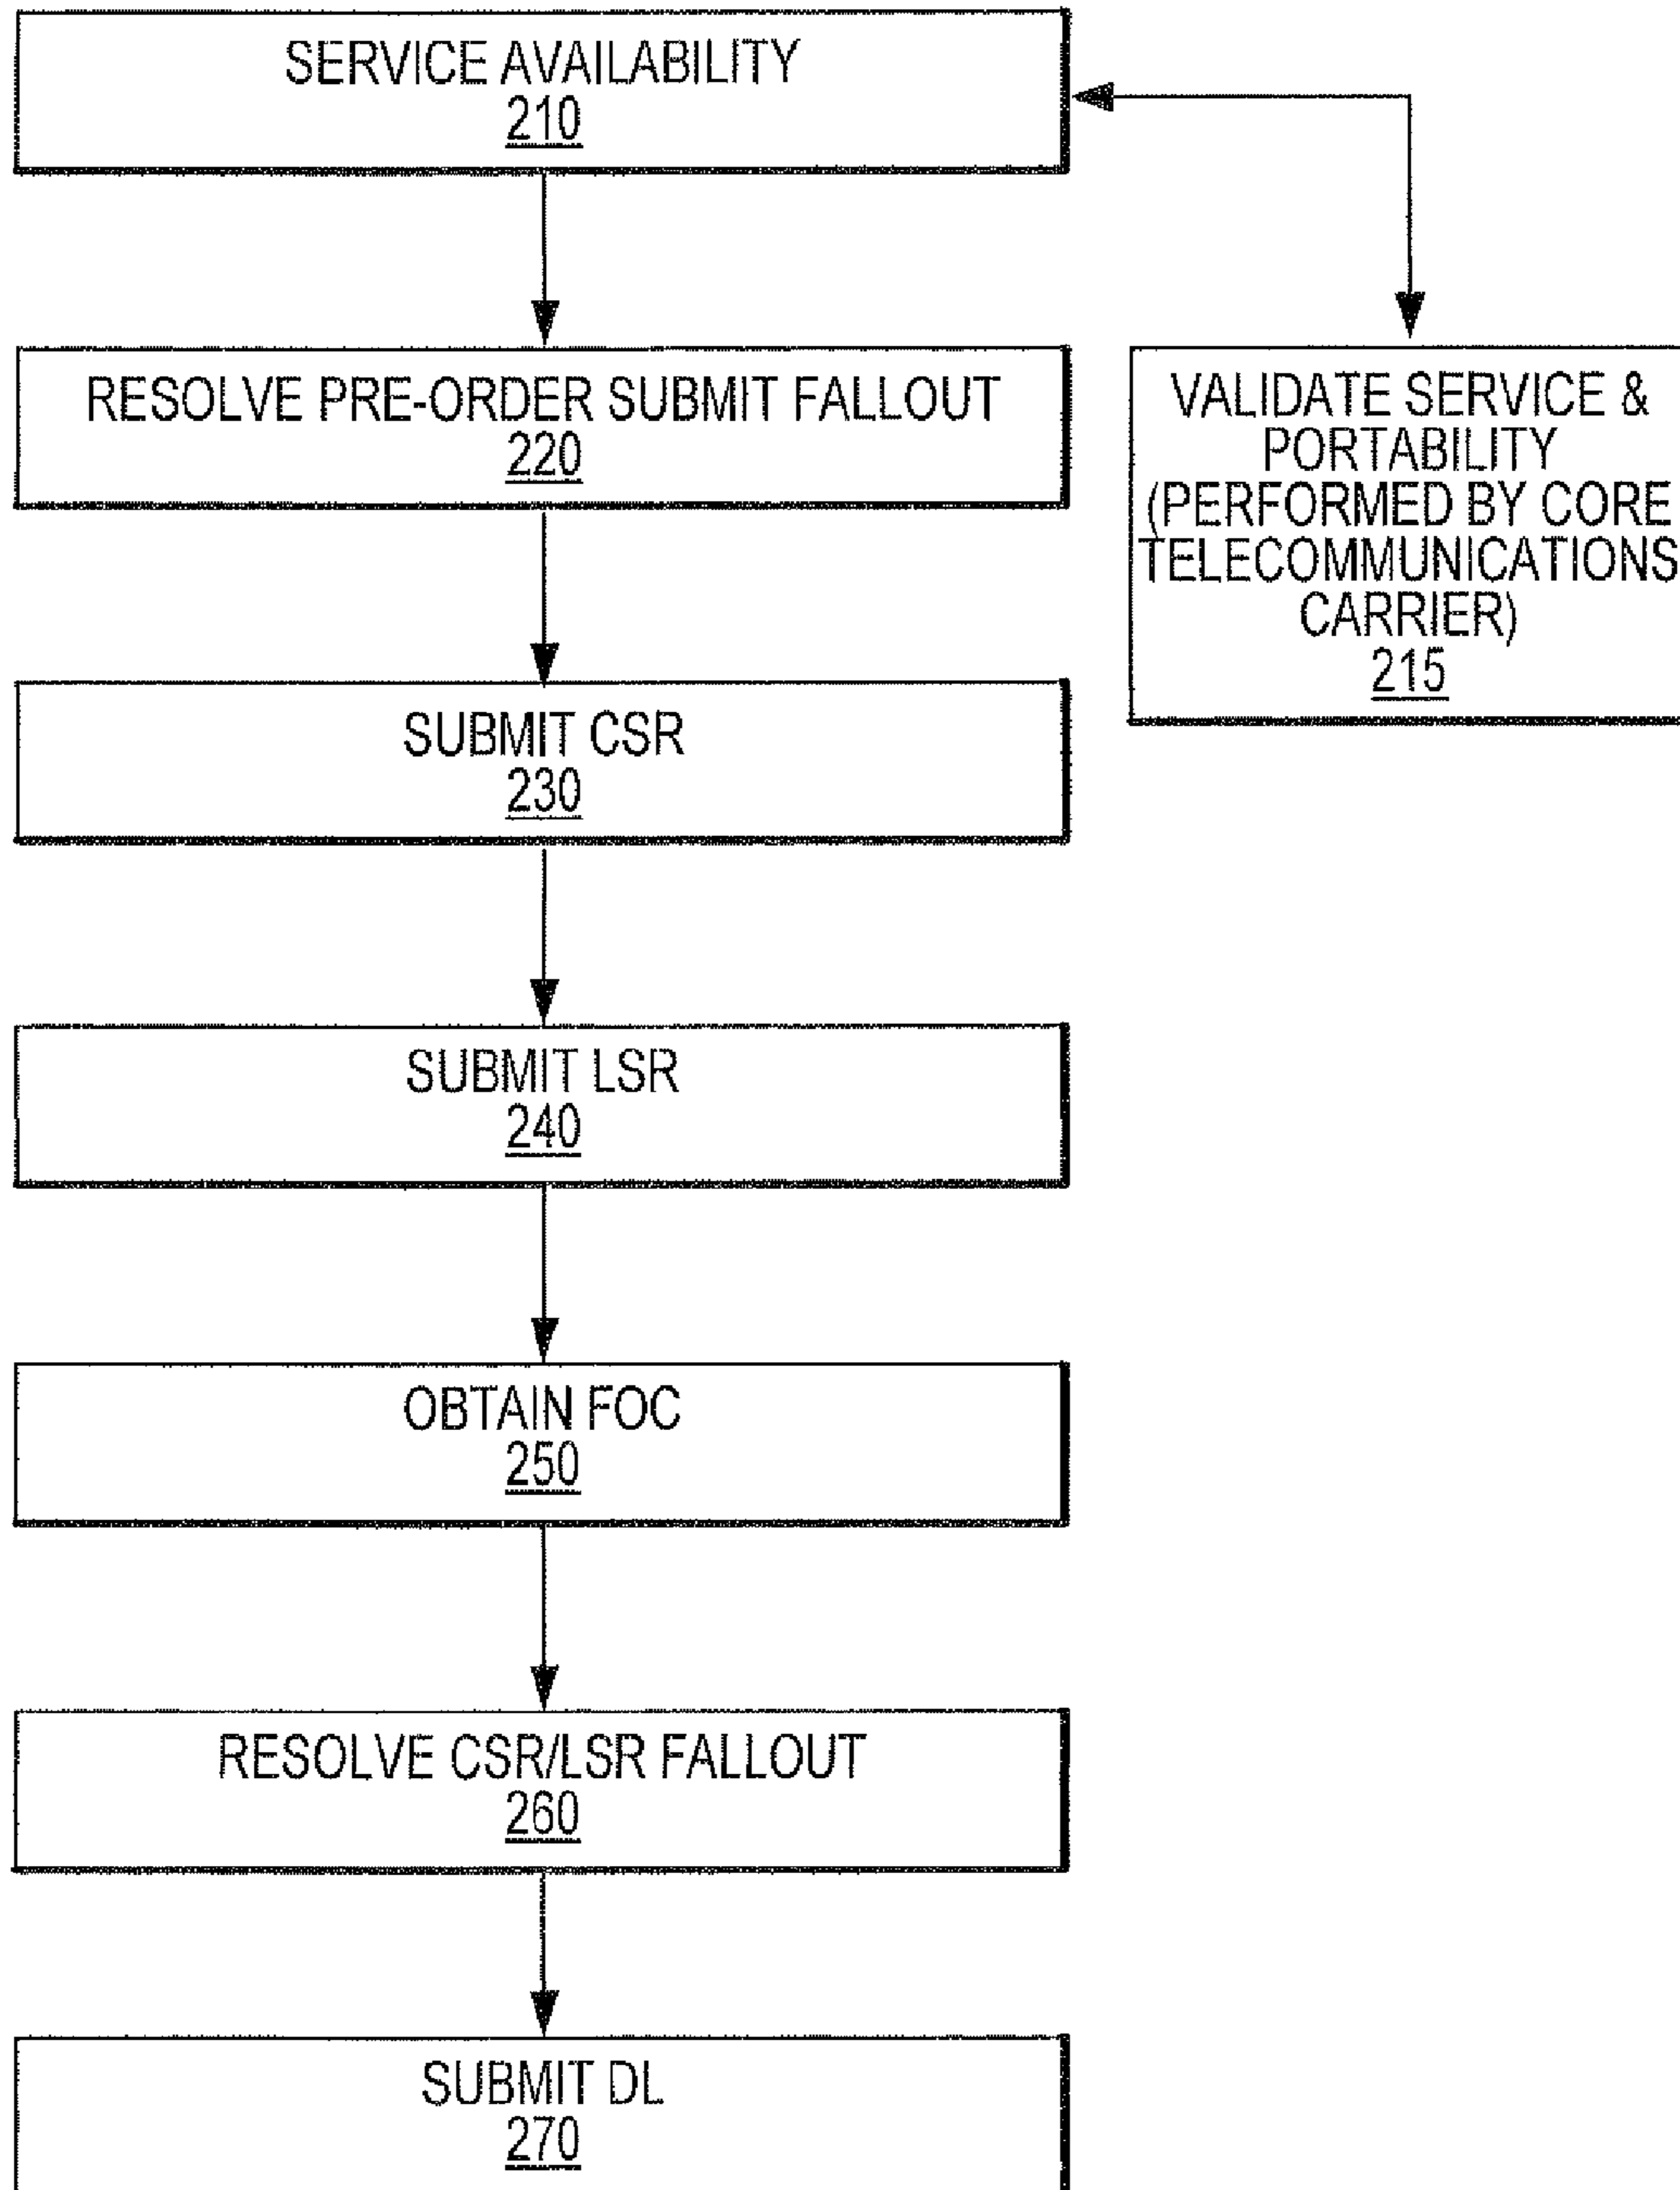 SERVICE AVAILABILITY
210
RESOLVE PRE-ORDER SUBMIT FALLOUT
220
VALIDATE SERVICE &
PORTABILITY
(PERFORMED BY CORE
TELECOMMUNICATIONS
CARRIER)
215
SUBMIT CSR
230
SUBMIT LSR
240
OBTAIN FOC
250
RESOLVE CSR/LSR FALLOUT
260
SUBMIT DL
270